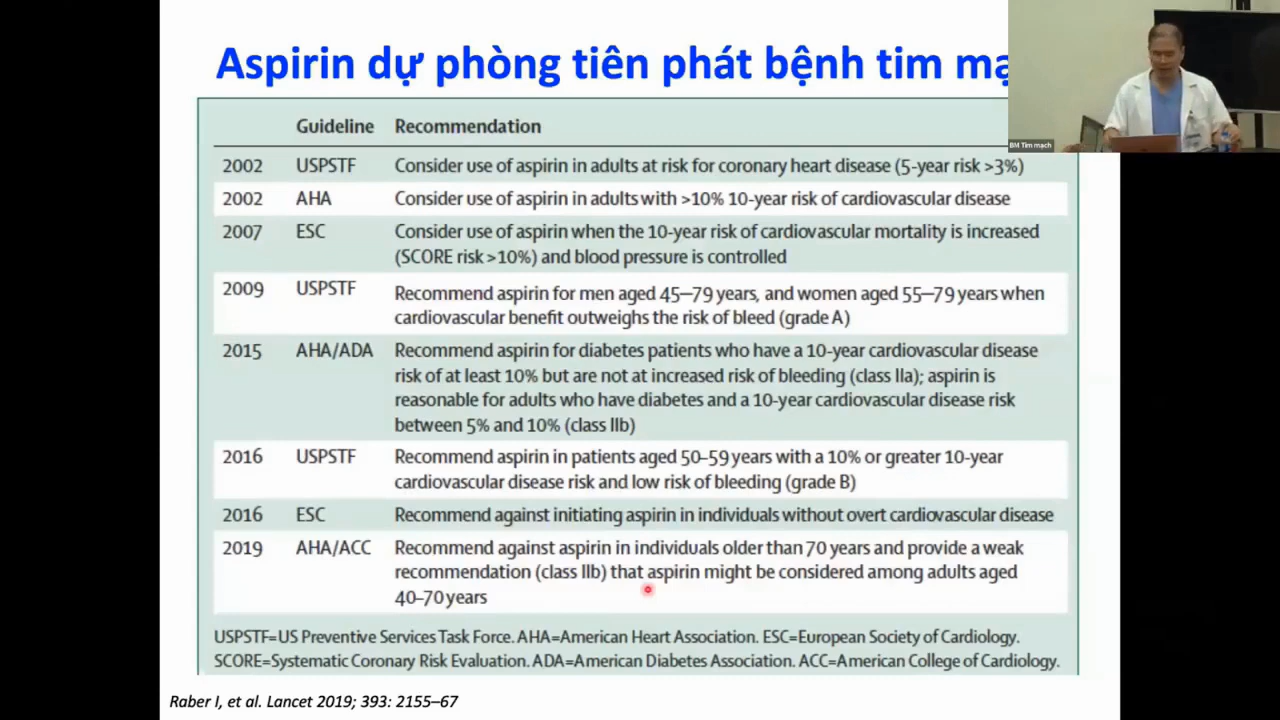 Aspirin dự phòng tiên phát bệnh tim
BM Tim mạch
Guideline Recommendation
2002 USPSTF Consider use of aspirin in adults at risk for coronary heart disease (5-year risk >3%)
2002 AHA Consider use of aspirin in adults with >10% 10-year risk of cardiovascular disease
2007 ESC Consider use of aspirin when the 10-year risk of cardiovascular mortality is increased
(SCORE risk >10%) and blood pressure is controlled
2009 USPSTF Recommend aspirin for men aged 45–79 years, and women aged 55–79 years when
cardiovascular benefit outweighs the risk of bleed (grade A)
2015 AHA/ADA Recommend aspirin for diabetes patients who have a 10-year cardiovascular disease
risk of at least 10% but are not at increased risk of bleeding (class IIa); aspirin is
reasonable for adults who have diabetes and a 10-year cardiovascular disease risk
between 5% and 10% (class IIb)
2016 USPSTF Recommend aspirin in patients aged 50–59 years with a 10% or greater 10-year
cardiovascular disease risk and low risk of bleeding (grade B)
2016 ESC Recommend against initiating aspirin in individuals without overt cardiovascular disease
2019 AHA/ACC Recommend against aspirin in individuals older than 70 years and provide a weak
recommendation (class IIb) that aspirin might be considered among adults aged
40–70 years
USPSTF=US Preventive Services Task Force. AHA=American Heart Association. ESC=European Society of Cardiology.
SCORE=Systematic Coronary Risk Evaluation. ADA=American Diabetes Association. ACC=American College of Cardiology.
Raber I, et al. Lancet 2019; 393: 2155–67